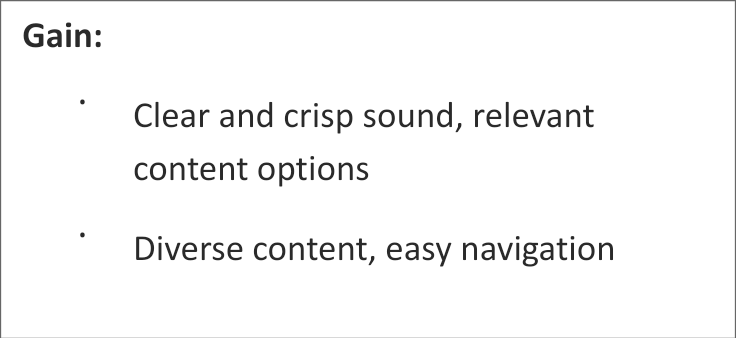 Gain:
· Clear and crisp sound, relevant
content options
· Diverse content, easy navigation